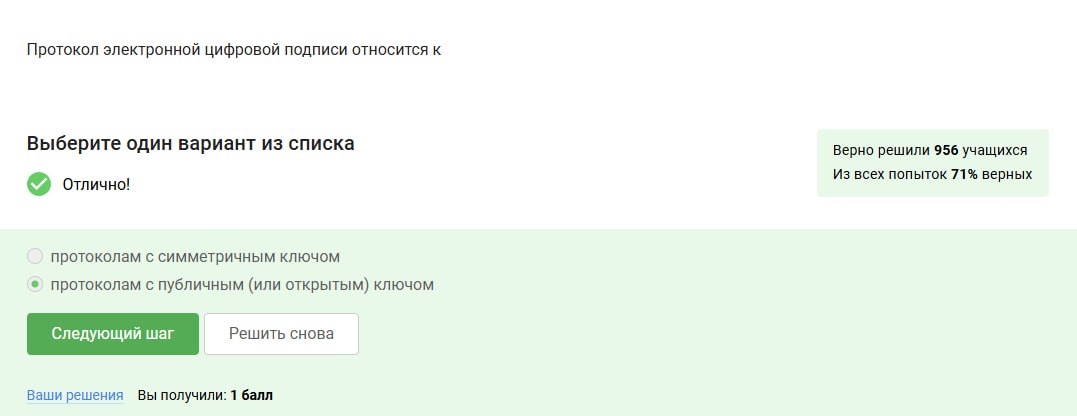 Протокол электронной цифровой подписи относится к
Выберите один вариант из списка
Верно решили 956 учащихся
Из всех попыток 71% верных
Отлично!
протоколам с симметричным ключом
протоколам с публичным (или открытым) ключом
Следующий шаг
Решить снова
Ваши решения Вы получили: 1 балл